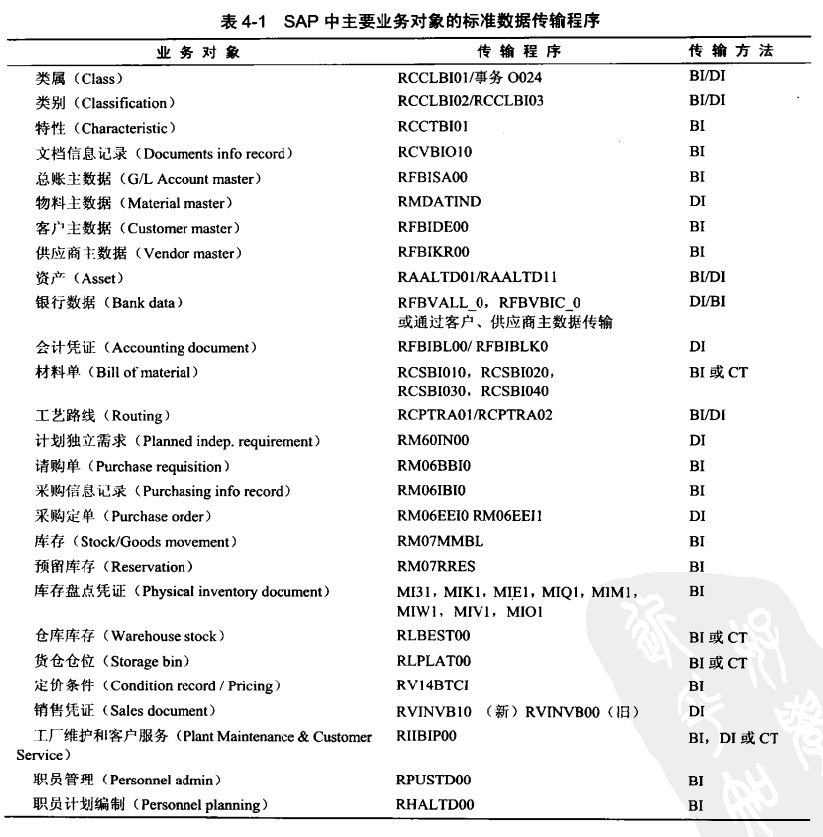 表 4-1 SAP 中主要业务对象的标准数据传输程序
业 务 对 象 传 输 程 序 传 输 方 法
类属（Class） RCCLBI01/事务 O024 BI/DI
类别（Classification） RCCLBI02/RCCLBI03 BI/DI
特性（Characteristic） RCCTBI01 BI
文档信息记录（Documents info record） RCVBIO10 BI
总账主数据（G/L Account master） RFBISA00 BI
物料主数据（Material master） RMDATIND DI
客户主数据（Customer master） RFBIDE00 BI
供应商主数据（Vendor master） RFBIKR00 BI
资产（Asset） RAALTD01/RAALTD11 BI/DI
银行数据（Bank data） RFBVALL_0，RFBVBIC_0 DI/BI
或通过客户、供应商主数据传输
会计凭证（Accounting document） RFBIBL00/ RFBIBLK0 DI
材料单（Bill of material） RCSBI010，RCSBI020， BI 或 CT
RCSBI030，RCSBI040
工艺路线（Routing） RCPTRA01/RCPTRA02 BI/DI
计划独立需求（Planned indep. requirement） RM60IN00 DI
请购单（Purchase requisition） RM06BBI0 BI
采购信息记录（Purchasing info record） RM06IBI0 BI
采购定单（Purchase order） RM06EEI0 RM06EEI1 DI
库存（Stock/Goods movement） RM07MMBL BI
预留库存（Reservation） RM07RRES BI
库存盘点凭证（Physical inventory document） MI31，MIK1，MIE1，MIQ1，MIM1， BI
MIW1，MIV1，MIO1
仓库库存（Warehouse stock） RLBEST00 BI 或 CT
货仓仓位（Storage bin） RLPLAT00 BI 或 CT
定价条件（Condition record / Pricing） RV14BTCI BI
销售凭证（Sales document） RVINVB10 （新）RVINVB00（旧） DI
工厂维护和客户服务（Plant Maintenance & Customer RIIBIP00 BI，DI 或 CT
Service）
职员管理（Personnel admin） RPUSTD00 BI
职员计划编制（Personnel planning） RHALTD00 BI